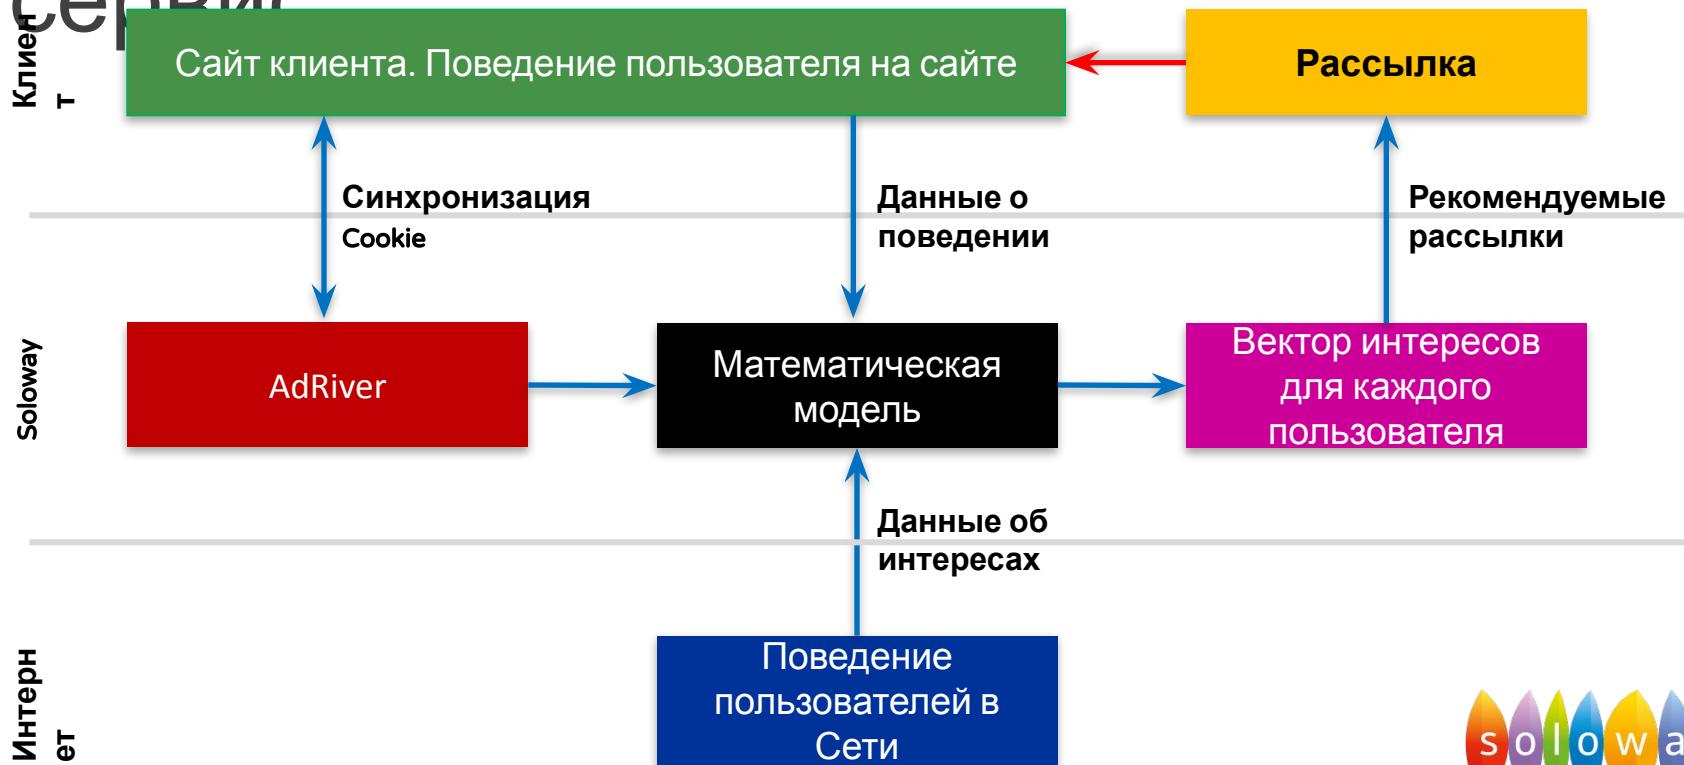 сервис
Клиен
т
Сайт клиента. Поведение пользователя на сайте
Рассылка
Синхронизация
Cookie
Данные о
поведении
Рекомендуемые
рассылки
Soloway
AdRiver
Математическая
модель
Вектор интересов
для каждого
пользователя
Данные об
интересах
Интерн
ет
Поведение
пользователей в
Сети
solowa